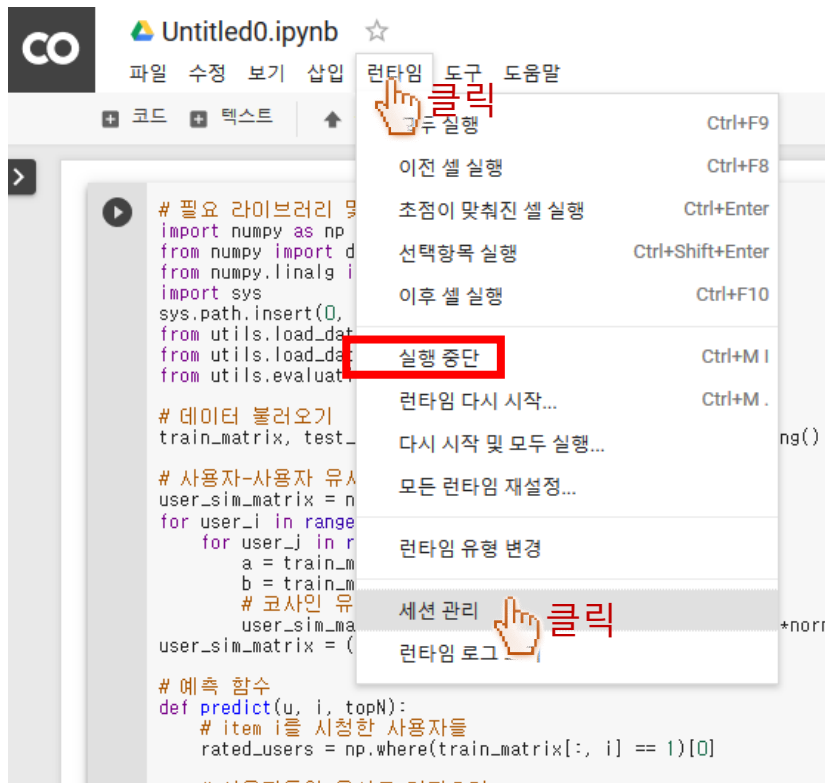 CO
Untitled0.ipynb
파일 수정 보기 삽입 런타임 도구 도움말
클릭
코드 텍스트
실행 Ctrl+F9
이전 셀 실행 Ctrl+F8
초점이 맞춰진 셀 실행 Ctrl+Enter
선택항목 실행 Ctrl+Shift+Enter
이후 셀 실행 Ctrl+F10
실행 중단 Ctrl+M I
런타임 다시 시작... Ctrl+M .
다시 시작 및 모두 실행...
모든 런타임 재설정...
런타임 유형 변경
세션 관리
클릭
런타임 로그
# 필요 라이브러리 및
import numpy as np
from numpy import d
from numpy.linalg i
import sys
sys.path.insert(0,
from utils.load_dat
from utils.load_dat
from utils.evaluati
# 데이터 불러오기
train_matrix, test_ ng()
# 사용자-사용자 유사
user_sim_matrix = n
for user_i in range
for user_j in r
a = train_m
b = train_m
# 코사인 유
user_sim_ma *norm
user_sim_matrix = (
# 예측 함수
def predict(u, i, topN):
# item i를 시청한 사용자들
rated_users = np.where(train_matrix[:, i] == 1)[0]